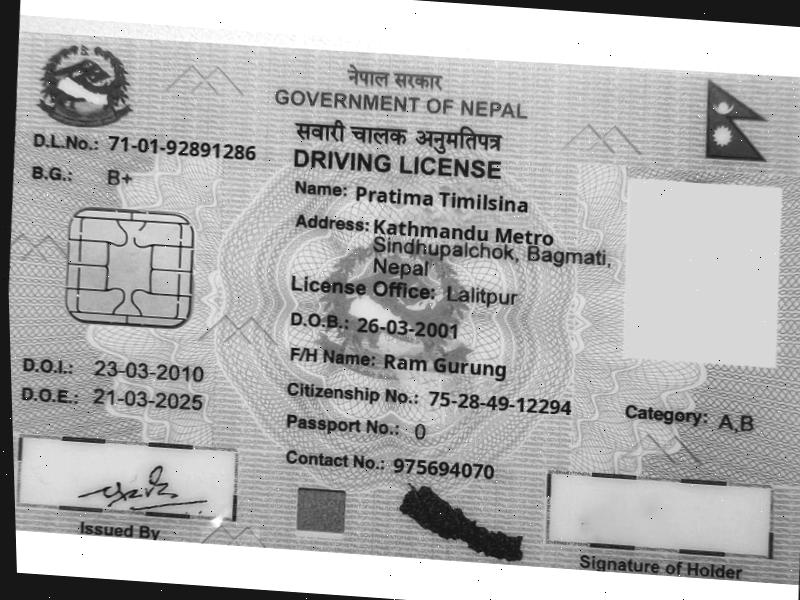 नेपाल सरकार
GOVERNMENT OF NEPAL
सवारी चालक अनुमतिपत्र
DRIVING LICENSE
D.L.No.: 71-01-92891286
B.G.: B+
Name: Pratima Timilsina
Address: Kathmandu Metro
Sindhupalchok, Bagmati,
Nepal
License Office: Lalitpur
D.O.B.: 26-03-2001
F/H Name: Ram Gurung
D.O.I.: 23-03-2010
D.O.E.: 21-03-2025
Citizenship No.: 75-28-49-12294
Category: A,B
Passport No.: 0
Contact No.: 975694070
Issued By
Signature of Holder